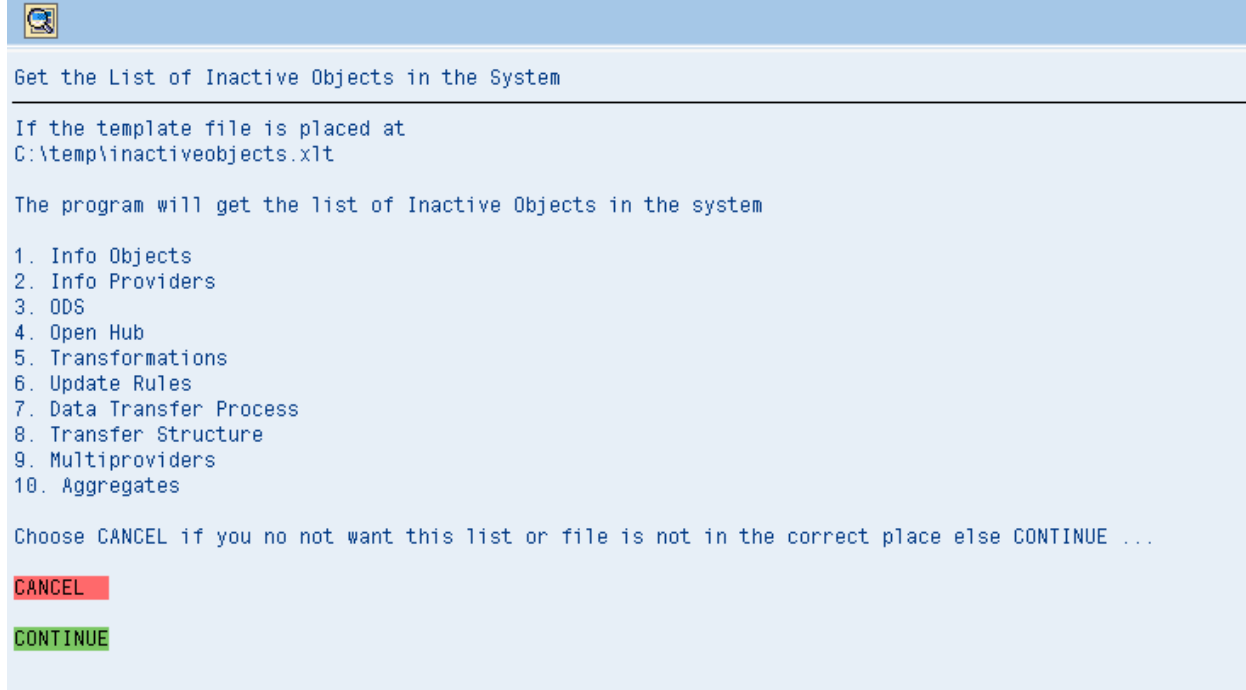 Get the List of Inactive Objects in the System
If the template file is placed at
C:\temp\inactiveobjects.xlt
The program will get the list of Inactive Objects in the system
1. Info Objects
2. Info Providers
3. ODS
4. Open Hub
5. Transformations
6. Update Rules
7. Data Transfer Process
8. Transfer Structure
9. Multiproviders
10. Aggregates
Choose CANCEL if you no not want this list or file is not in the correct place else CONTINUE ...
CANCEL
CONTINUE